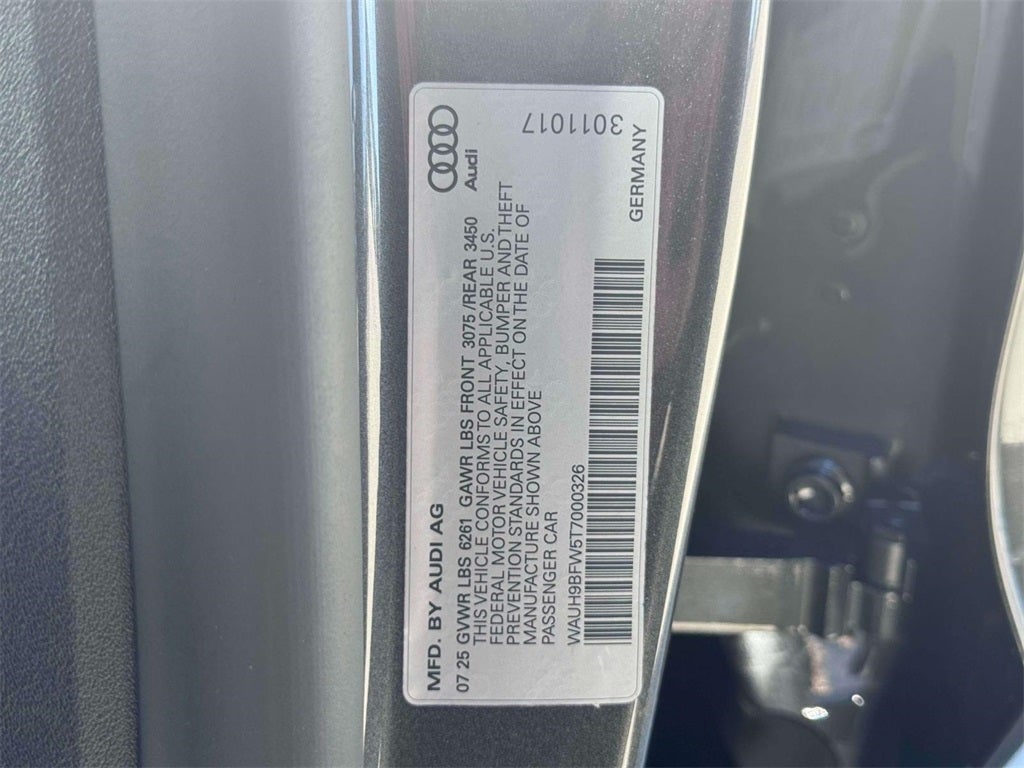 MFD. BY AUDI AG
Audi
07 25 GVWR LBS 6261 GAWR LBS FRONT 3075 /REAR 3450
THIS VEHICLE CONFORMS TO ALL APPLICABLE U.S.
FEDERAL MOTOR VEHICLE SAFETY, BUMPER AND THEFT
PREVENTION STANDARDS IN EFFECT ON THE DATE OF
MANUFACTURE SHOWN ABOVE
PASSENGER CAR
WAUH9BFW5T7000326
3011017
GERMANY